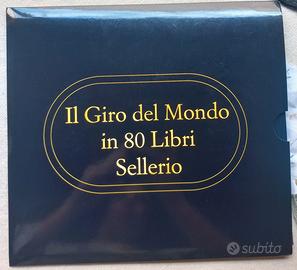 Il Giro del Mondo
in 80 Libri
Sellerio
subito